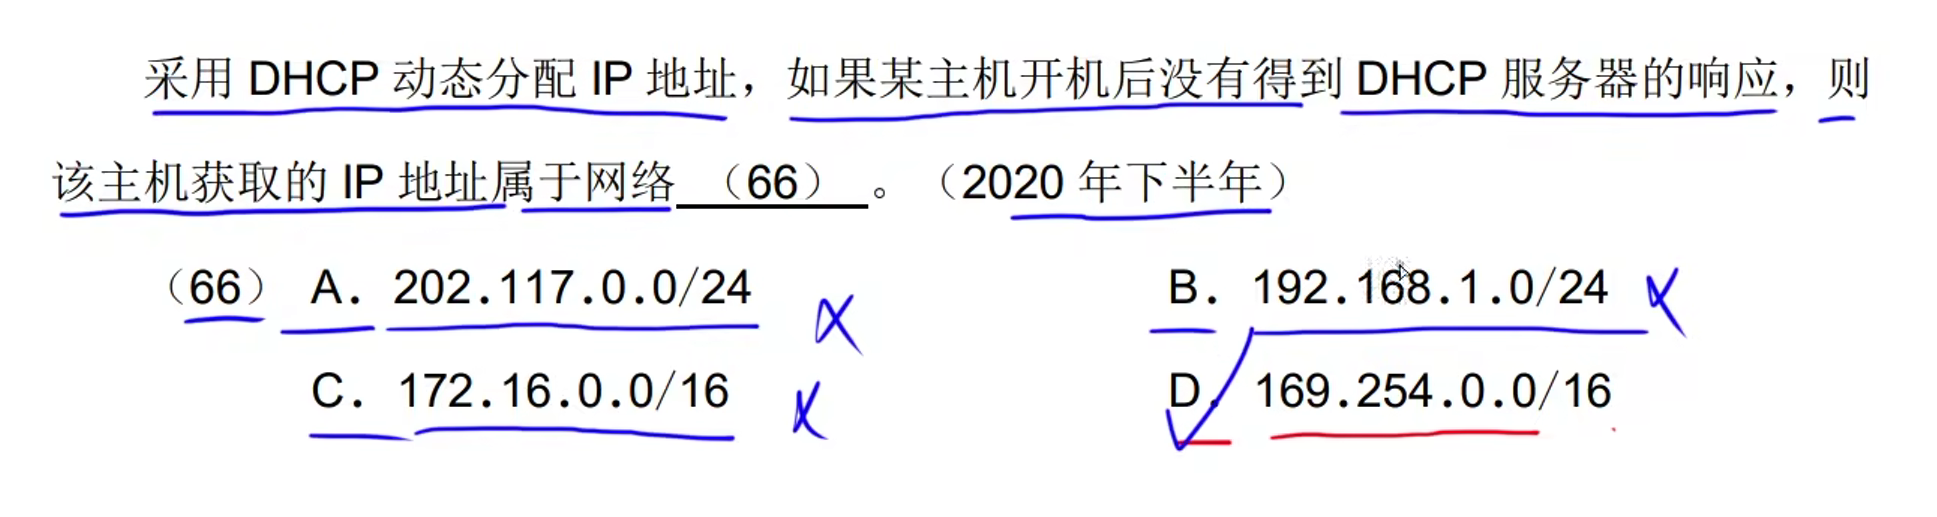 采用 DHCP 动态分配 IP 地址，如果某主机开机后没有得到 DHCP 服务器的响应，则
该主机获取的 IP 地址属于网络 （66） 。（2020 年下半年）
（66） A. 202.117.0.0/24 B. 192.168.1.0/24
C. 172.16.0.0/16 D. 169.254.0.0/16